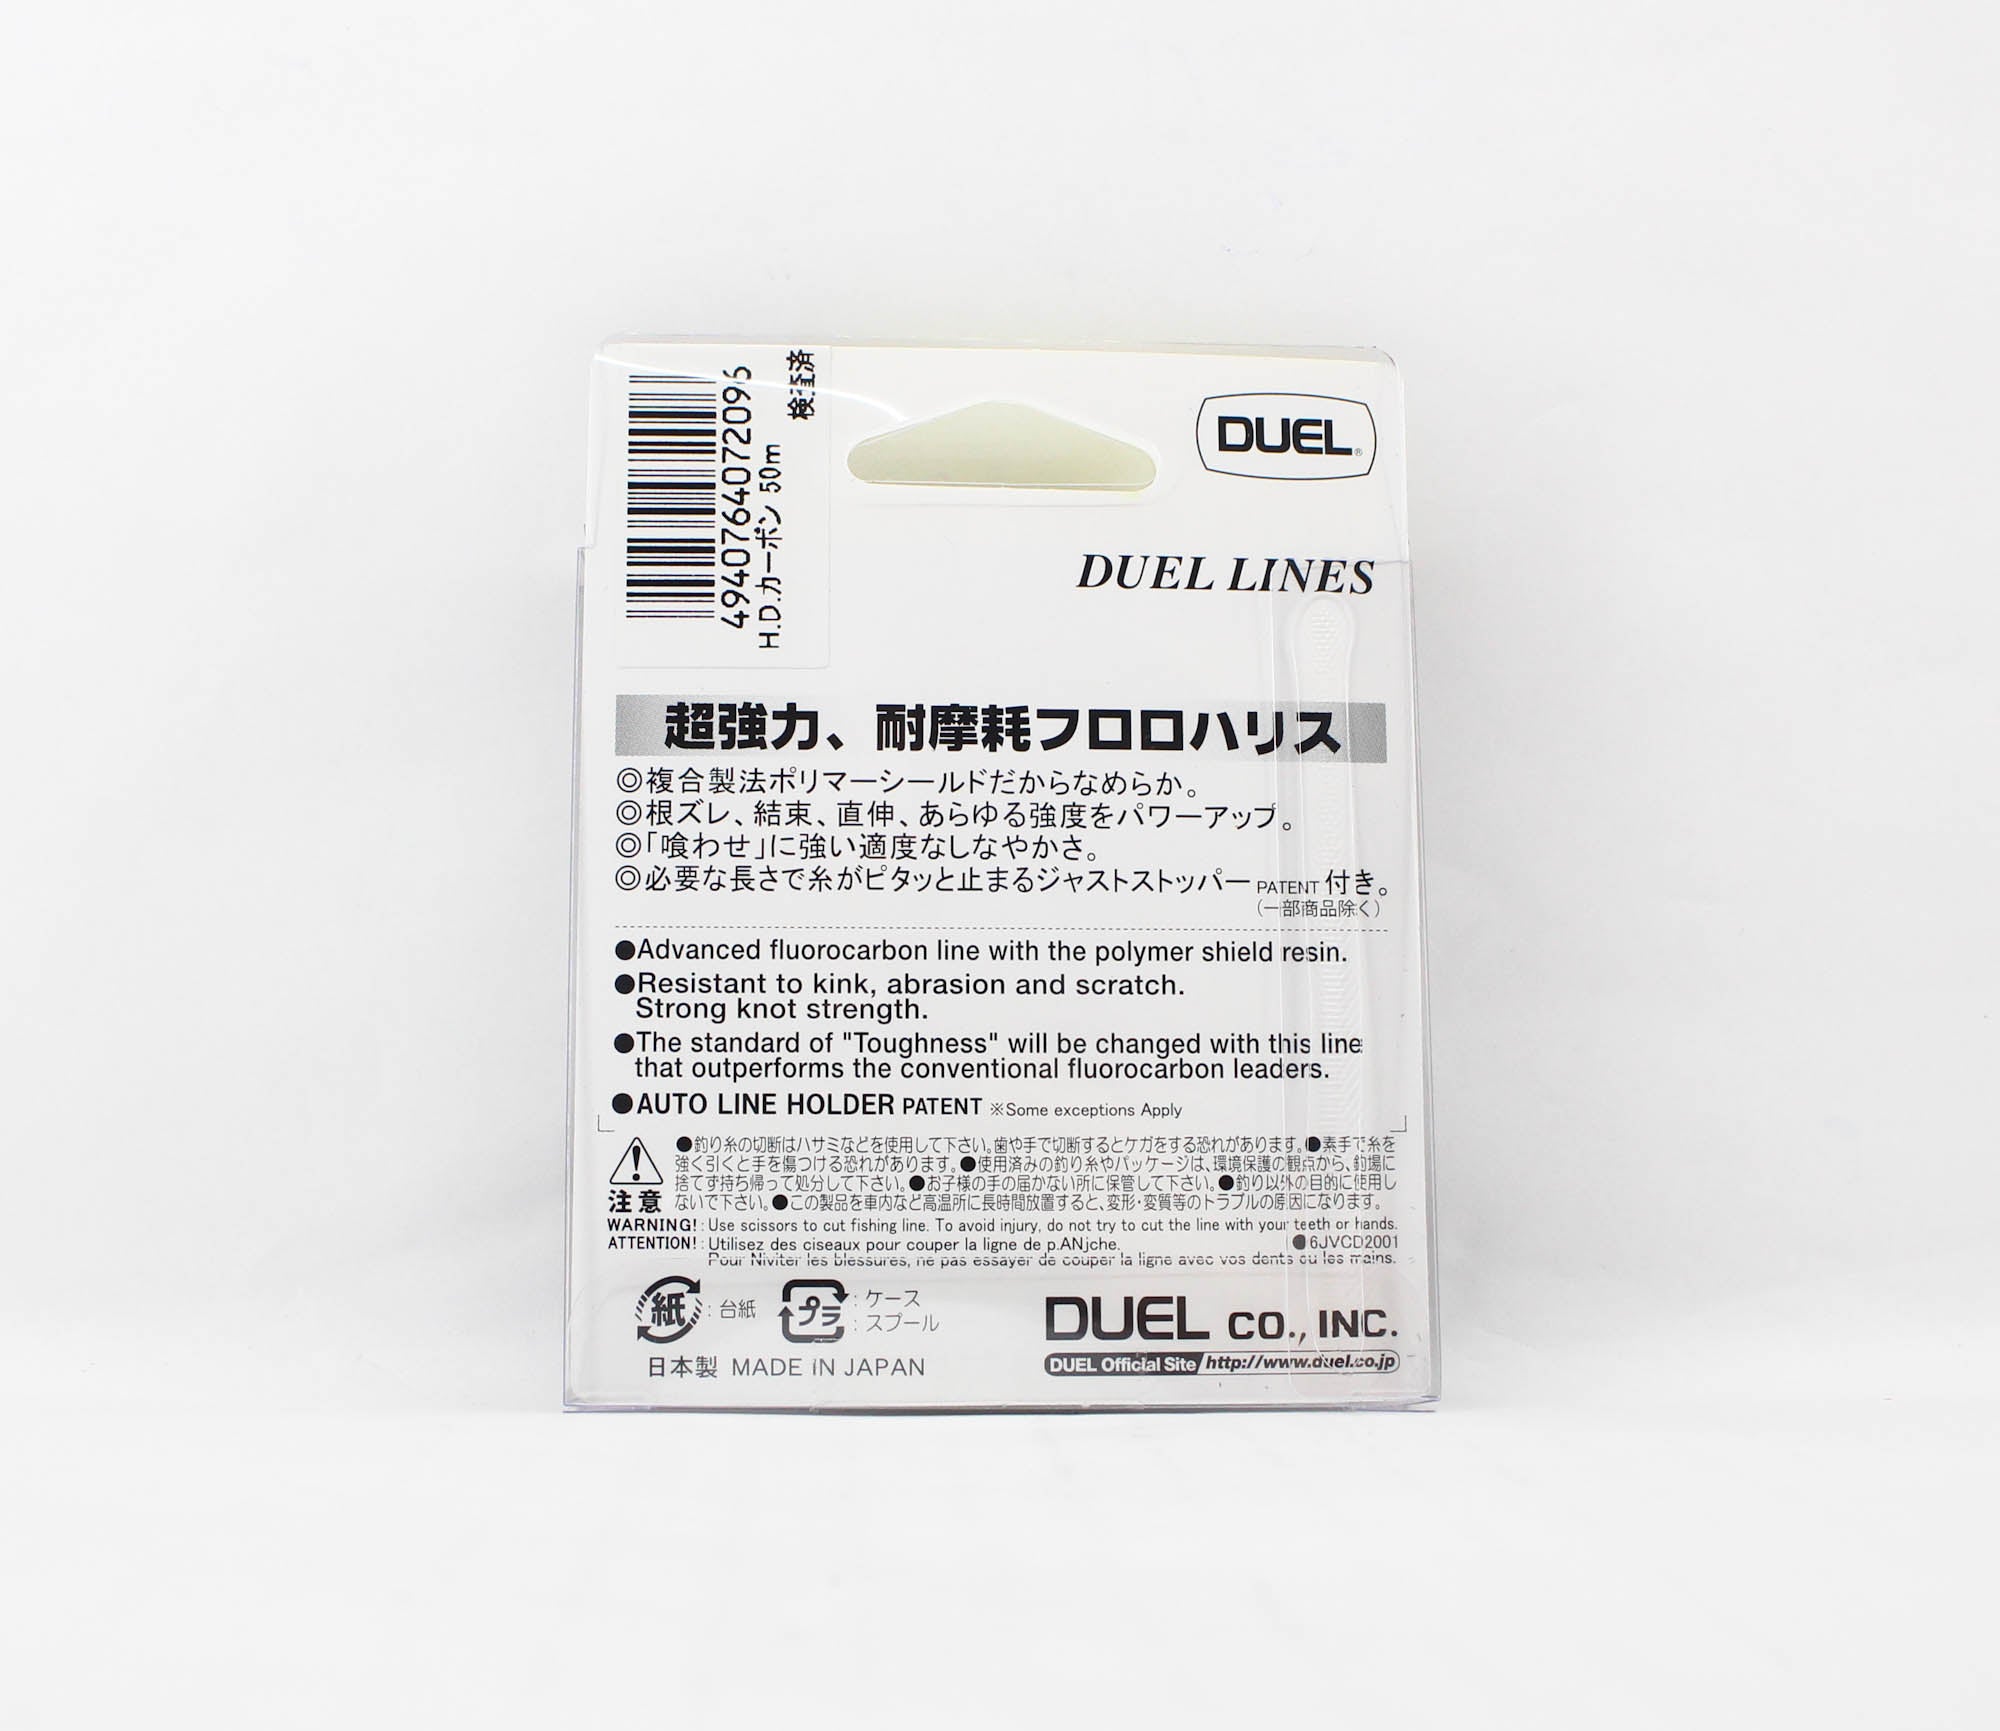 4940764072096
H.D.カーボン 50m
検査済
DUEL®
DUEL LINES
超強力、耐摩耗フロロハリス
◎複合製法ポリマーシールドだからなめらか。
◎根ズレ、結束、直伸、あらゆる強度をパワーアップ。
◎「喰わせ」に強い適度なしなやかさ。
◎必要な長さで糸がピタッと止まるジャストストッパー PATENT 付き。
(一部商品除く)
●Advanced fluorocarbon line with the polymer shield resin.
●Resistant to kink, abrasion and scratch.
Strong knot strength.
●The standard of "Toughness" will be changed with this line
that outperforms the conventional fluorocarbon leaders.
●AUTO LINE HOLDER PATENT ※Some exceptions Apply
●釣り糸の切断はハサミなどを使用して下さい。歯や手で切断するとケガをする恐れがあります。●素手で糸を
強く引くと手を傷つける恐れがあります。●使用済みの釣り糸やパッケージは、環境保護の観点から、釣場に
捨てず持ち帰って処分して下さい。●お子様の手の届かない所に保管して下さい。●釣り以外の目的に使用し
ないで下さい。●この製品を車内など高温所に長時間放置すると、変形・変質等のトラブルの原因になります。
注意
WARNING! : Use scissors to cut fishing line. To avoid injury, do not try to cut the line with your teeth or hands.
ATTENTION! : Utilisez des ciseaux pour couper la ligne de p.ANjche.
●6JVCD2001
Pour Nïviter les blessures, ne pas essayer de couper la ligne avec vos dents ou les mains.
紙 : 台紙
プラ : ケース
: スプール
日本製 MADE IN JAPAN
DUEL CO., INC.
DUEL Official Site http://www.duel.co.jp